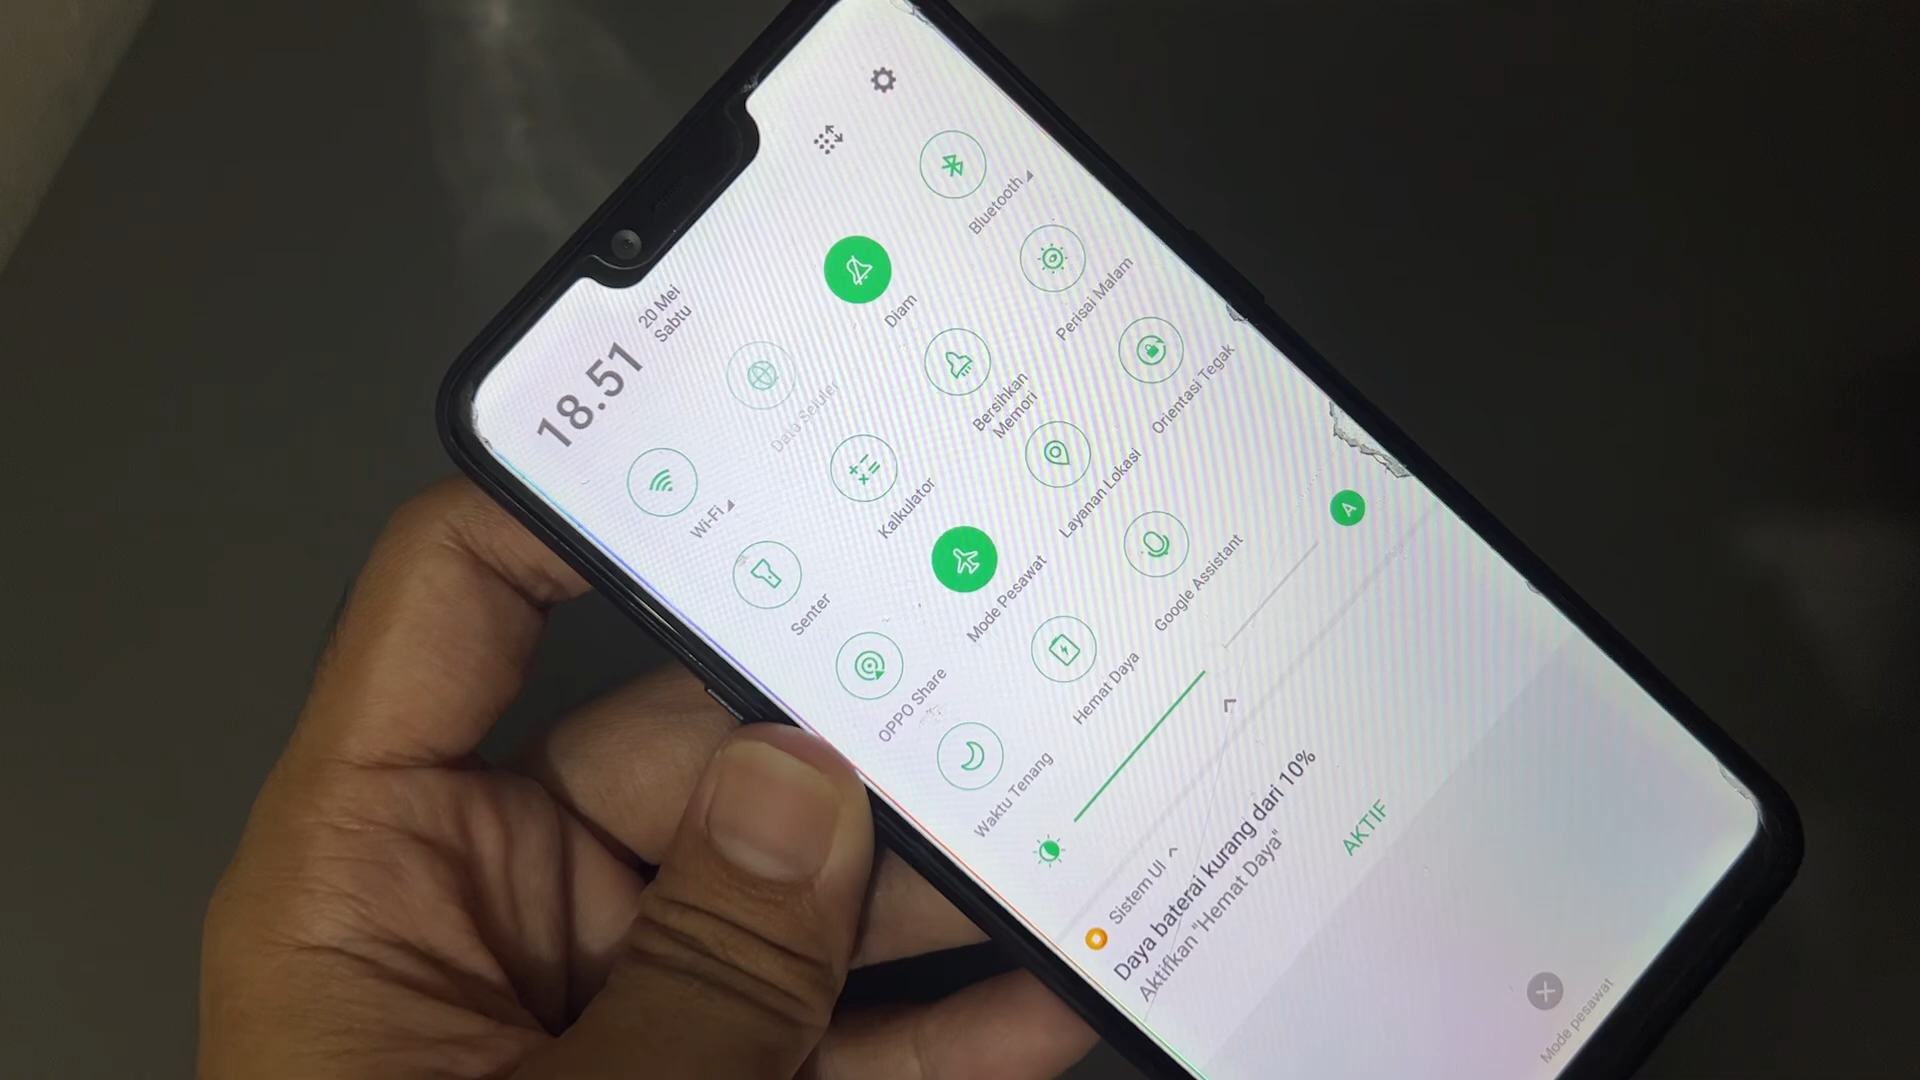 18.51
20 Mei
Sabtu
Wi-Fi
Data Seluler
Diam
Bluetooth
Senter
Kalkulator
Bersihkan
Memori
Perisai Malam
OPPO Share
Mode Pesawat
Layanan Lokasi
Orientasi Tegak
Waktu Tenang
Hemat Daya
Google Assistant
A
Sistem UI
Daya baterai kurang dari 10%
Aktifkan "Hemat Daya"
AKTIF
Mode pesawat